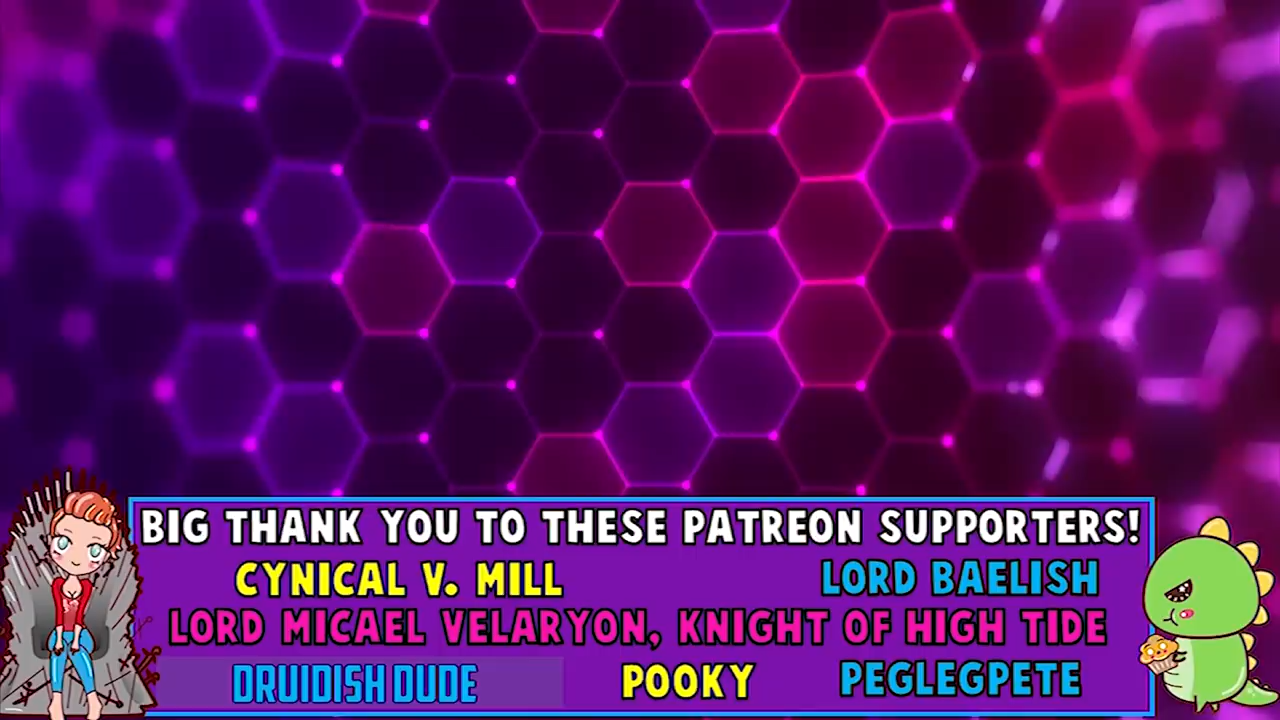 BIG THANK YOU TO THESE PATREON SUPPORTERS!
CYNICAL V. MILL LORD BAELISH
LORD MICAEL VELARYON, KNIGHT OF HIGH TIDE
DRUIDISH DUDE POOKY PEGLEGPETE